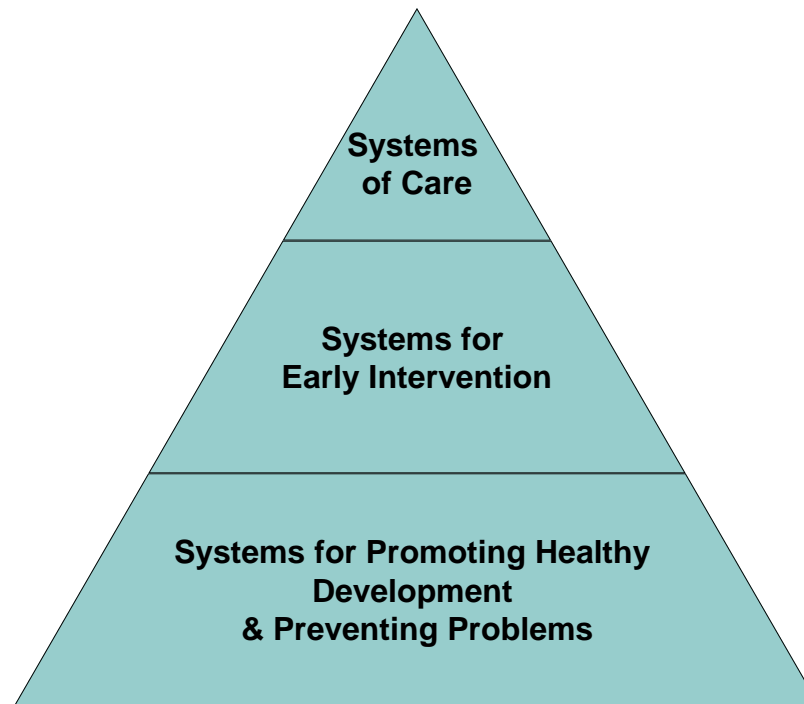 Systems
of Care
Systems for
Early Intervention
Systems for Promoting Healthy
Development
& Preventing Problems